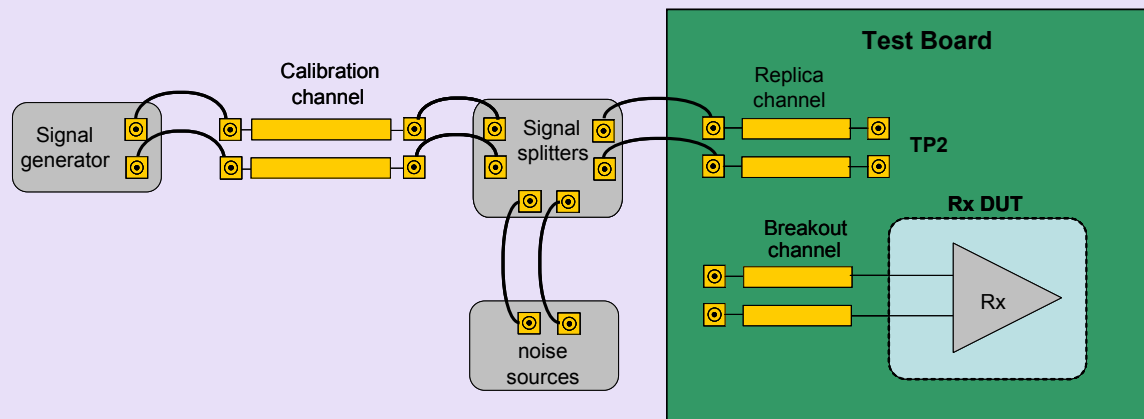 Test Board
Calibration
channel
Replica
channel
Signal
generator
Signal
splitters
TP2
Rx DUT
Breakout
channel
Rx
noise
sources